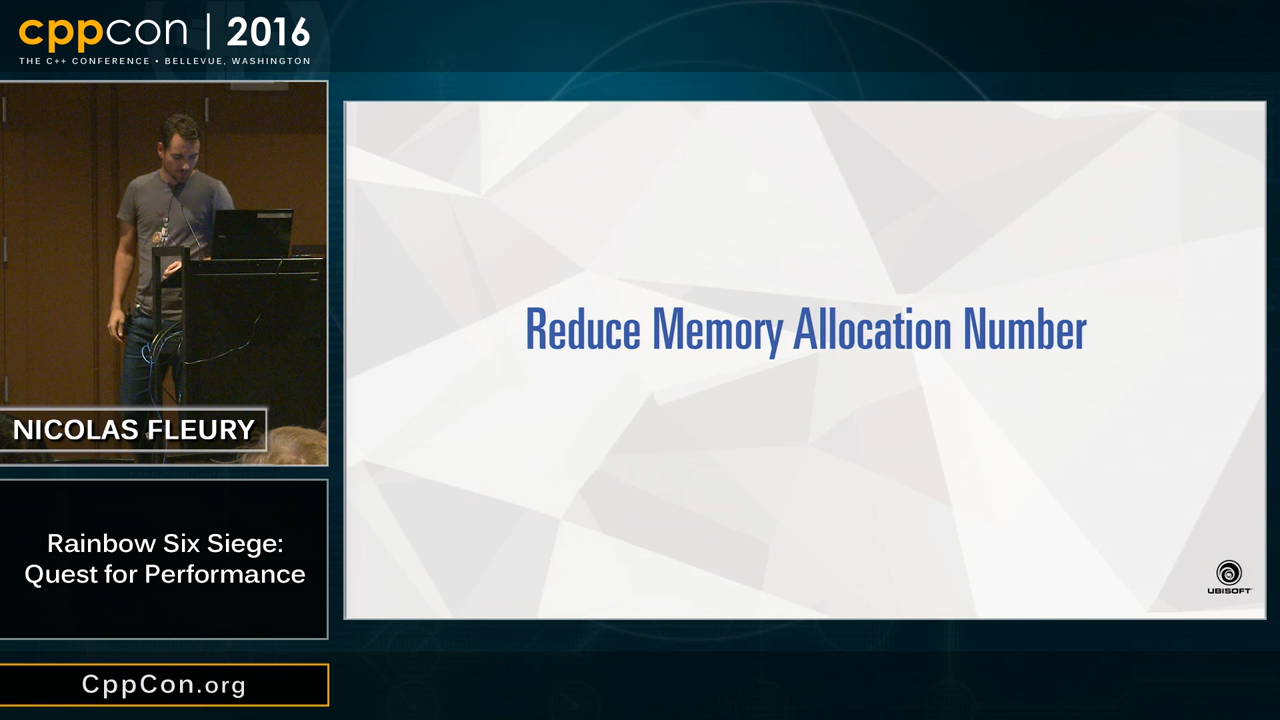 cppcon | 2016
THE C++ CONFERENCE • BELLEVUE, WASHINGTON
Reduce Memory Allocation Number
NICOLAS FLEURY
Rainbow Six Siege:
Quest for Performance
UBISOFT
CppCon.org